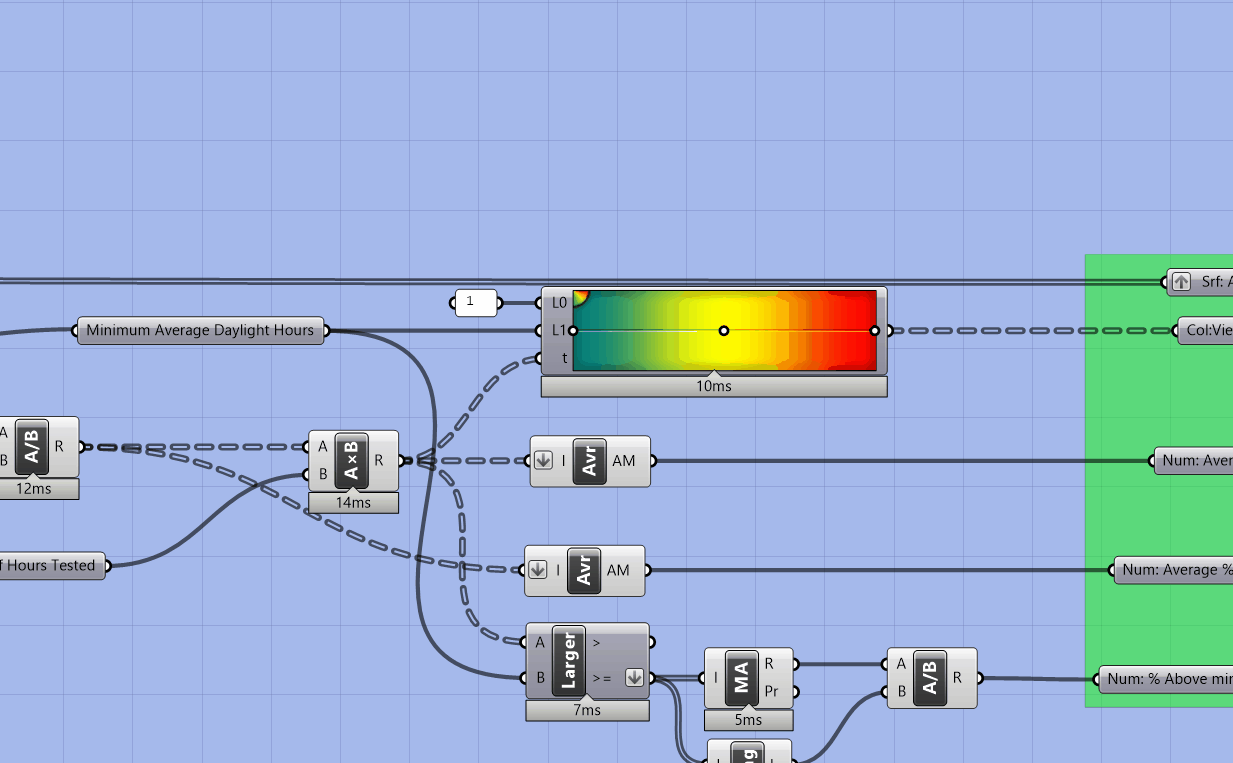 Srf: A
1
L0
L1
t
10ms
Minimum Average Daylight Hours
Col:Vie
A
B
A/B
R
12ms
A
B
A×B
R
14ms
I
Avr
AM
Num: Aver
f Hours Tested
I
Avr
AM
Num: Average %
A
B
Larger
>
>=
7ms
I
MA
R
Pr
5ms
A
B
A/B
R
Num: % Above mir